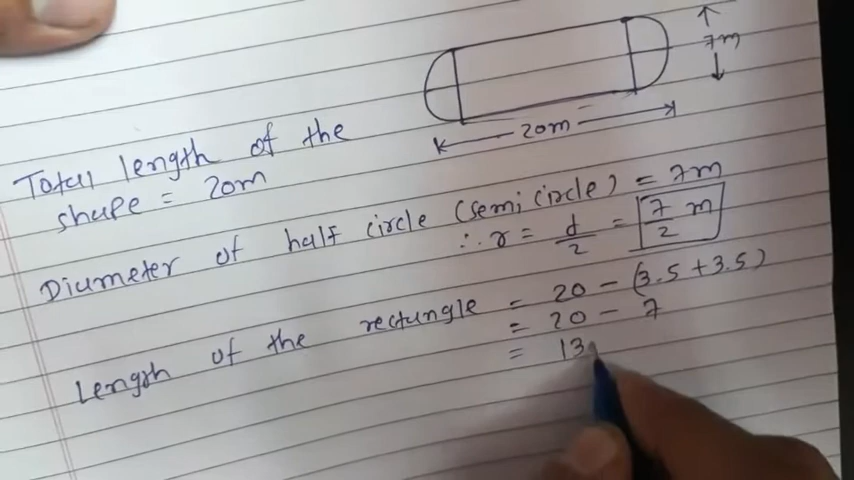 7m
20m
Total length of the
shape = 20m
Diameter of half circle (semi circle) = 7m
∴ r = d/2 = 7/2 m
Length of the rectangle = 20 - (3.5 + 3.5)
= 20 - 7
= 13